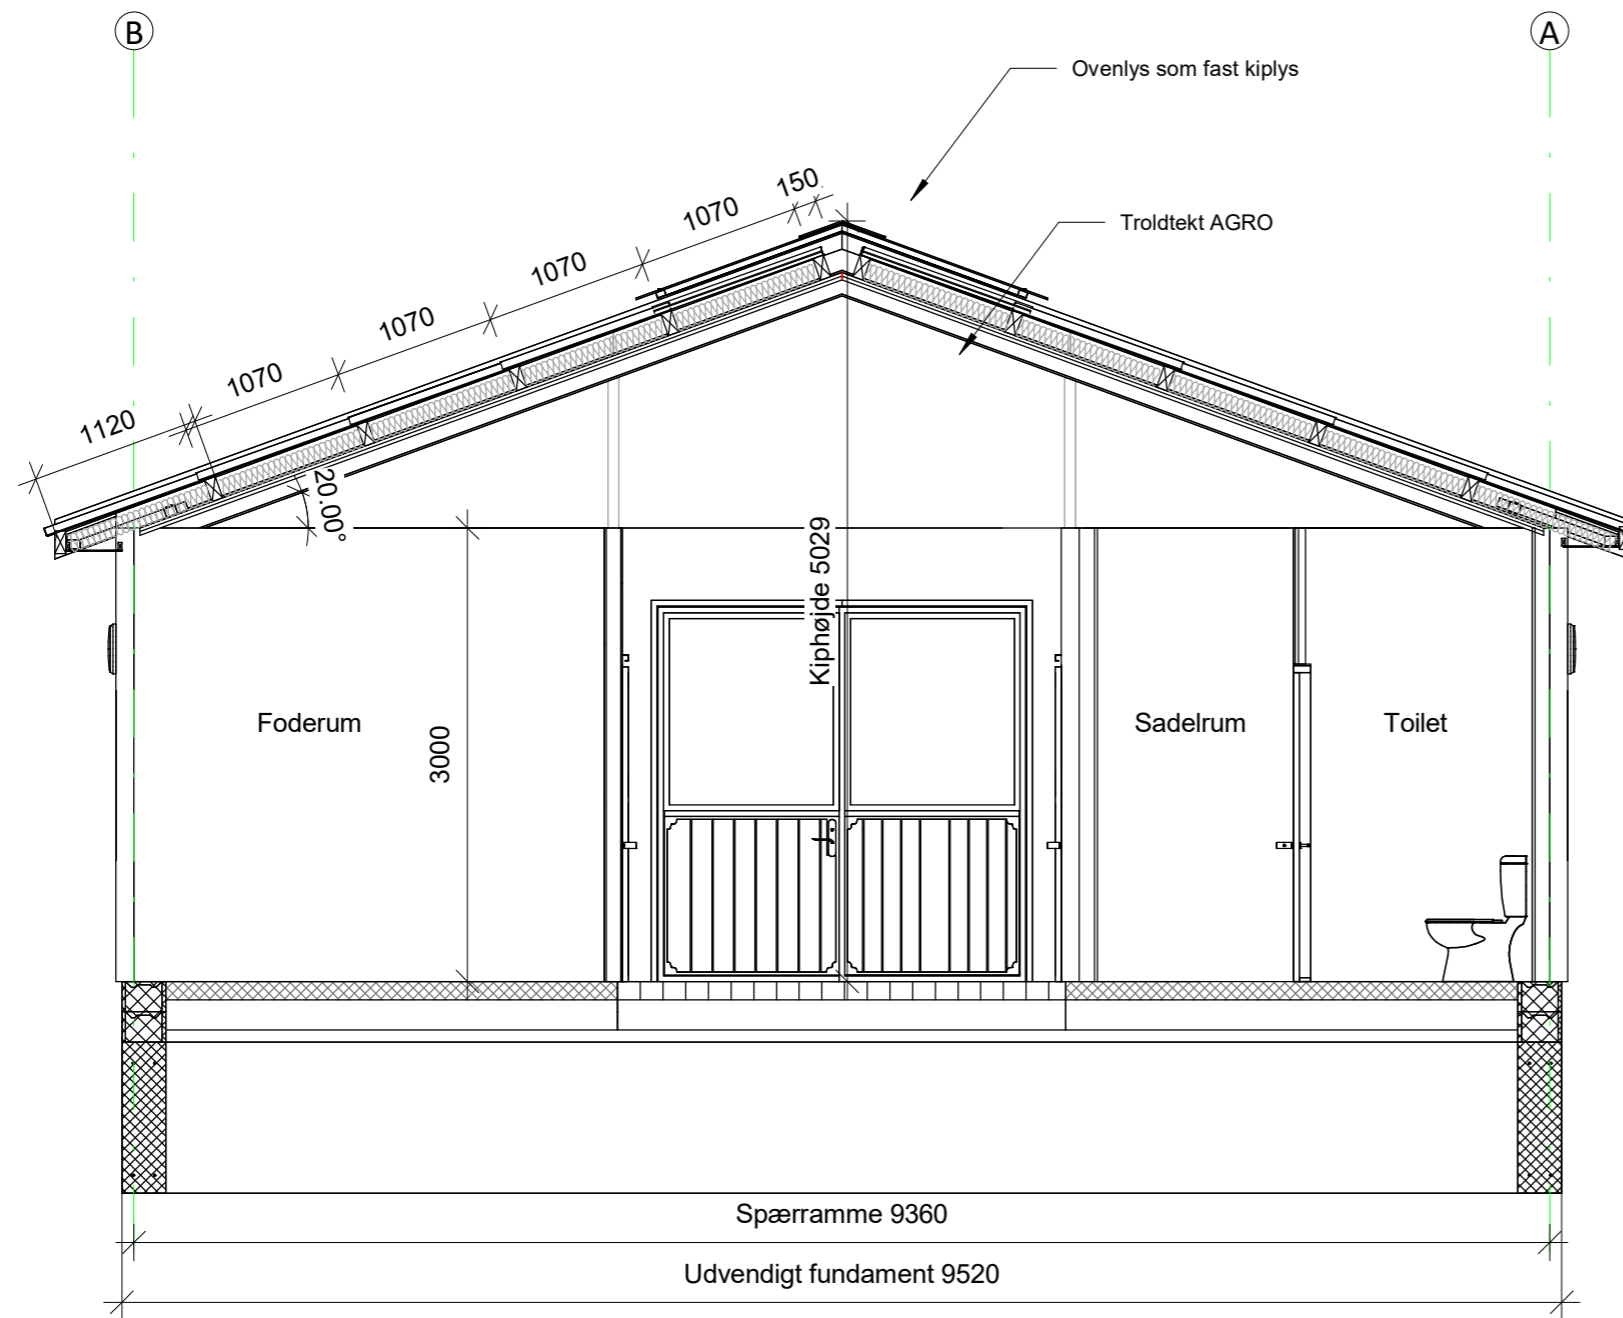 B
A
Ovenlys som fast kiplys
150
1070
Troldtekt AGRO
1070
1070
1070
1120
20.00°
Kiphøjde 5029
Foderum
3000
Sadelrum
Toilet
Spærramme 9360
Udvendigt fundament 9520